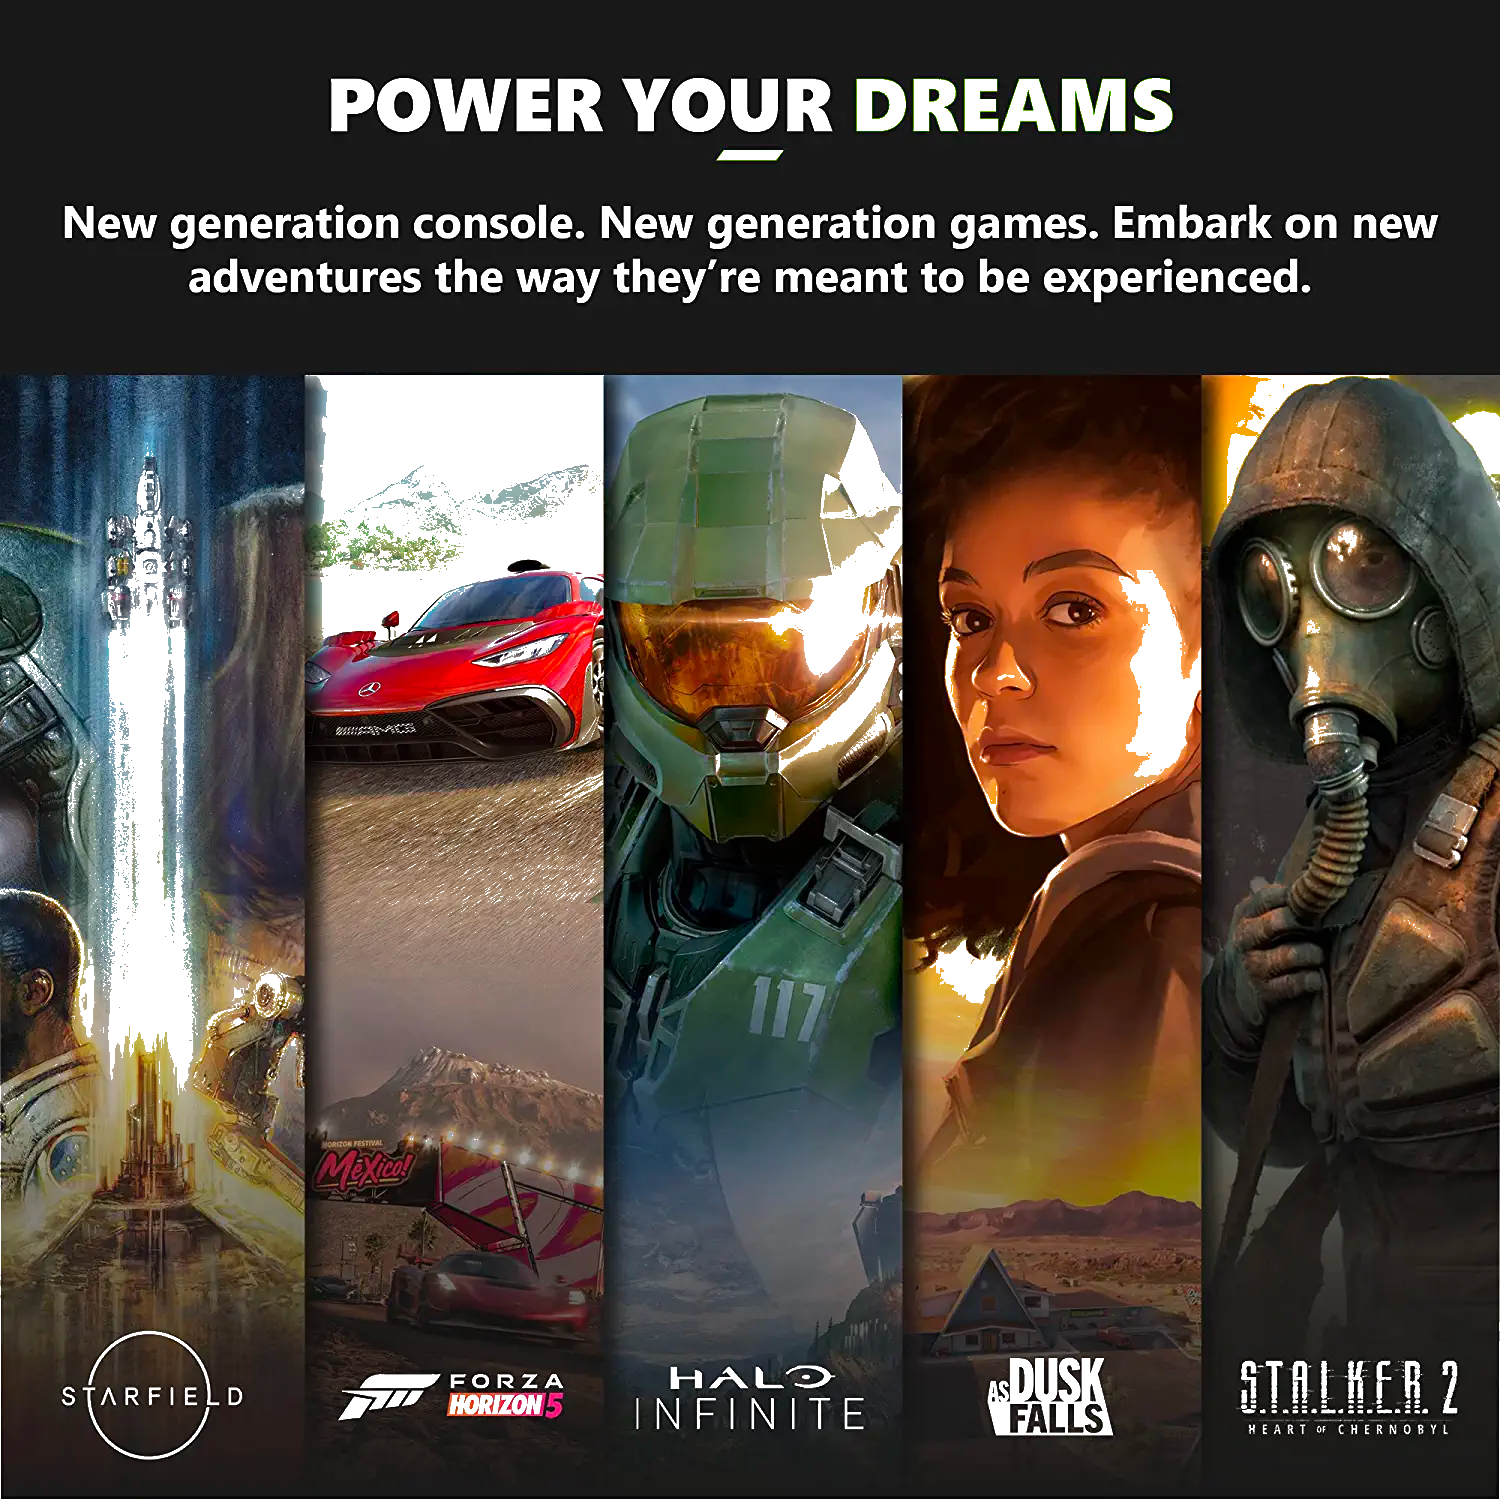 POWER YOUR DREAMS
New generation console. New generation games. Embark on new
adventures the way they’re meant to be experienced.
117
HORIZON FESTIVAL
México!
AMG
STARFIELD
FORZA
HORIZON 5
HALO
INFINITE
AS DUSK
FALLS
S.T.A.L.K.E.R. 2
HEART OF CHERNOBYL